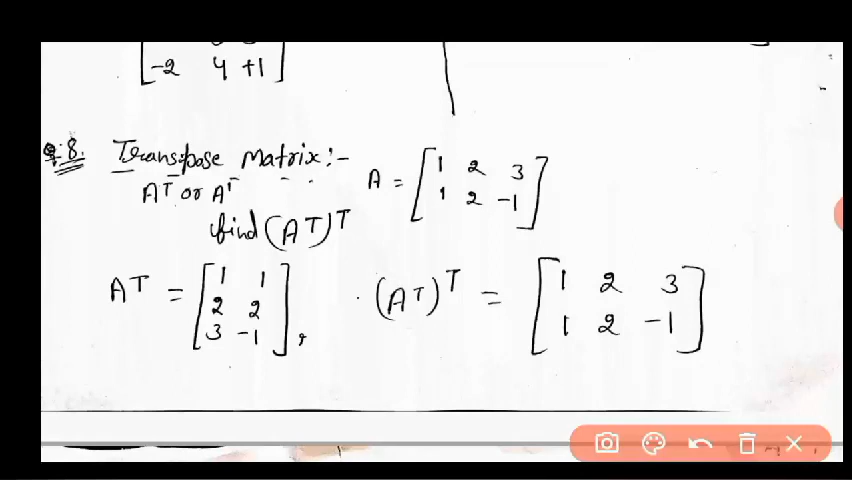 -2 4 +1
Q.8. Transpose Matrix:-
A^T or A^T
A = [1 2 3
1 2 -1]
find (A^T)^T
A^T = [1 1
2 2
3 -1],
(A^T)^T = [1 2 3
1 2 -1]